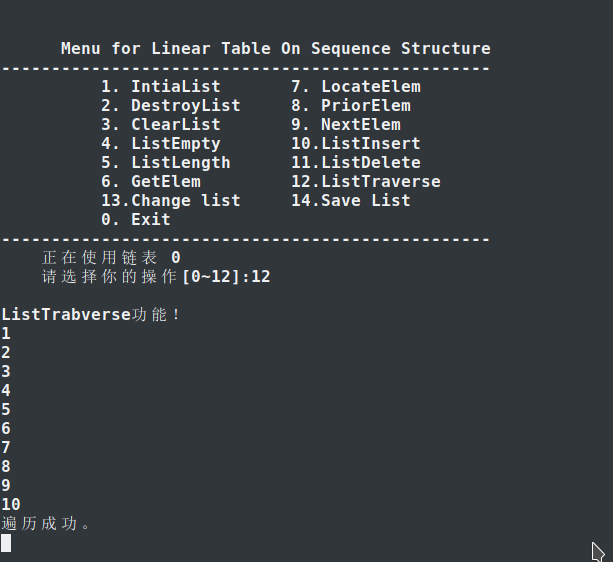 Menu for Linear Table On Sequence Structure
-------------------------------------------------
1. IntiaList 7. LocateElem
2. DestroyList 8. PriorElem
3. ClearList 9. NextElem
4. ListEmpty 10.ListInsert
5. ListLength 11.ListDelete
6. GetElem 12.ListTraverse
13.Change list 14.Save List
0. Exit
-------------------------------------------------
正在使用链表 0
请选择你的操作[0~12]:12
ListTrabverse功能！
1
2
3
4
5
6
7
8
9
10
遍历成功。